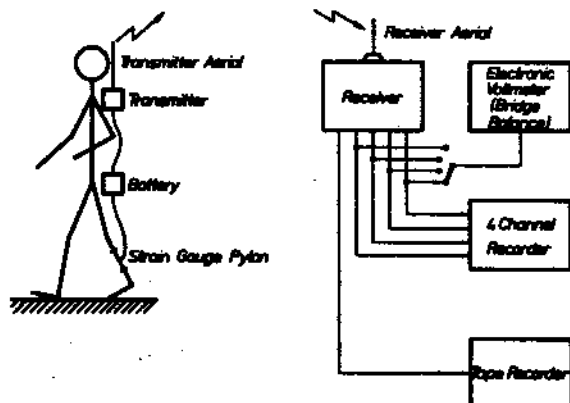 Transmitter Aerial
Transmitter
Battery
Strain Gauge Pylon
Receiver Aerial
Receiver
Electronic
Voltmeter
(Bridge
Balance)
4 Channel
Recorder
Tape Recorder